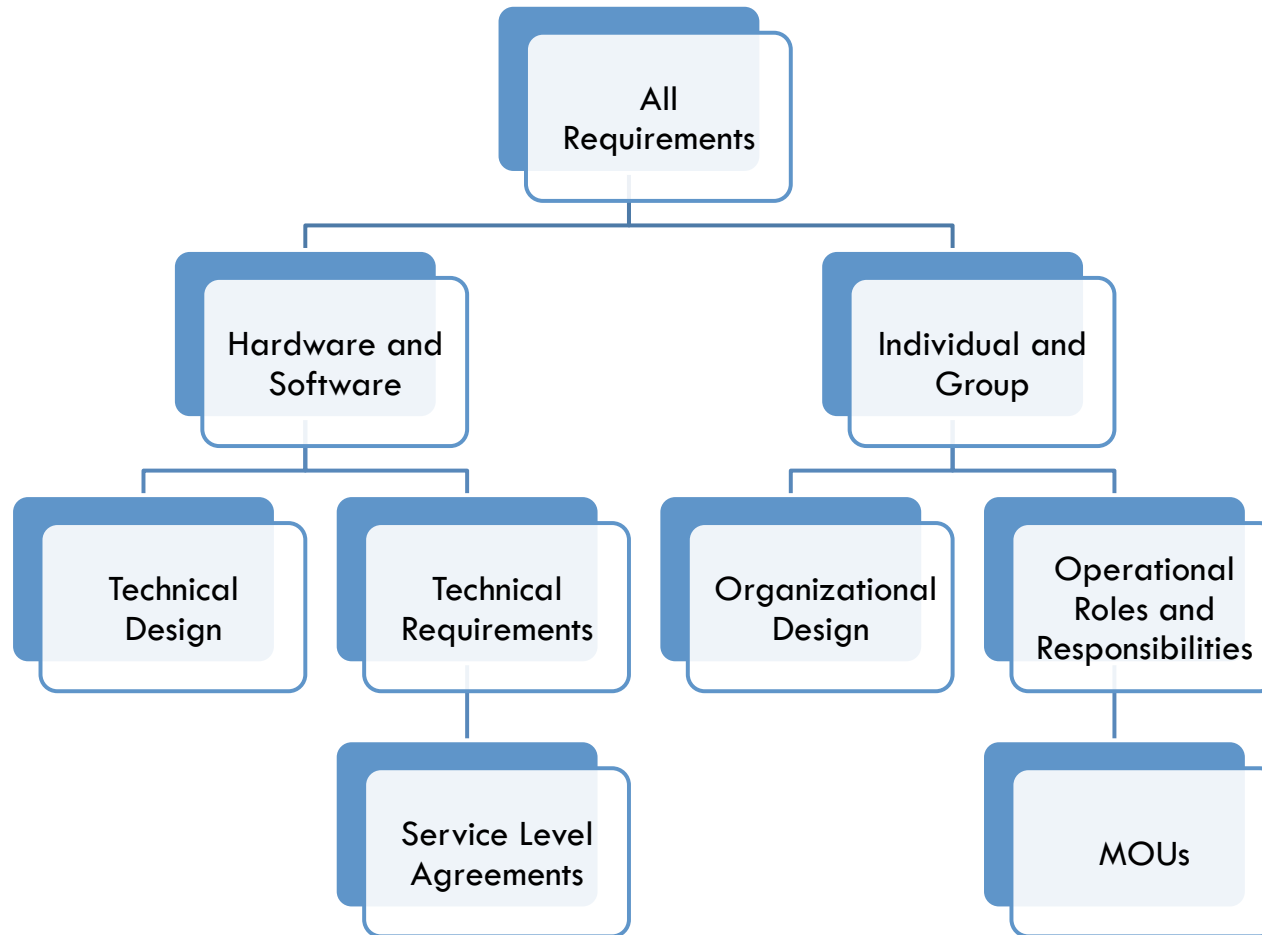 All
Requirements
Hardware and
Software
Individual and
Group
Technical
Design
Technical
Requirements
Organizational
Design
Operational
Roles and
Responsibilities
Service Level
Agreements
MOUs